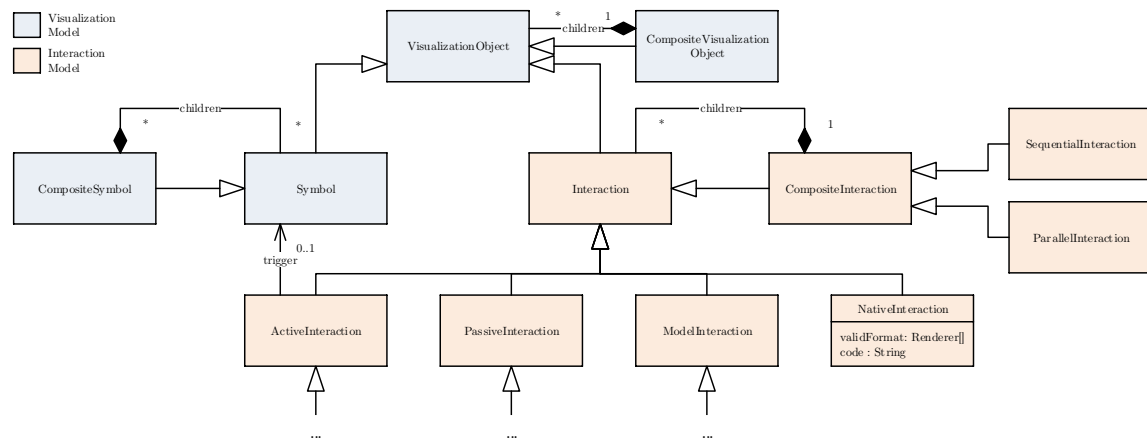 Visualization
Model
Interaction
Model
VisualizationObject
* 1
children
CompositeVisualization
Object
children
* *
children
* 1
CompositeSymbol
Symbol
Interaction
CompositeInteraction
SequentialInteraction
ParallelInteraction
0..1
trigger
ActiveInteraction
PassiveInteraction
ModelInteraction
NativeInteraction
validFormat: Renderer[]
code : String
...
...
...